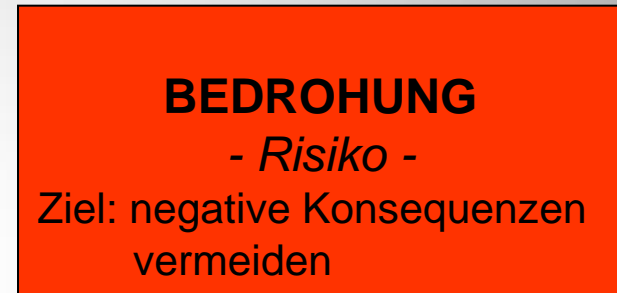 BEDROHUNG
- Risiko -
Ziel: negative Konsequenzen
vermeiden